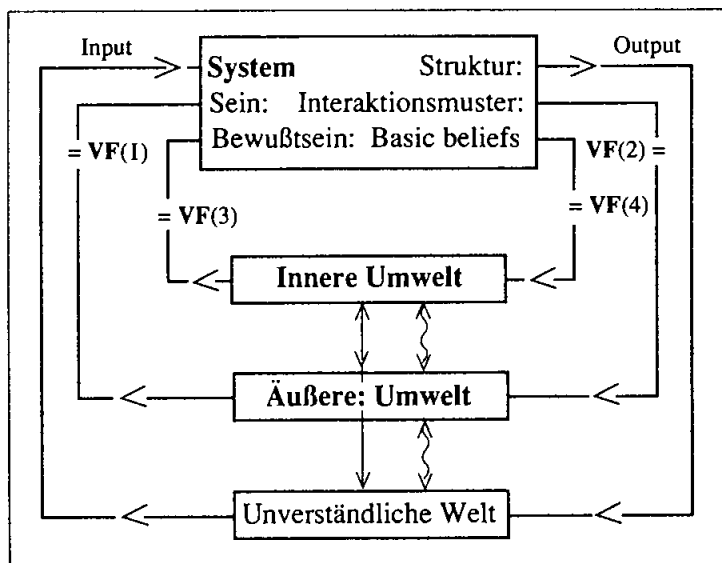 Input
Output
System Struktur:
Sein: Interaktionsmuster:
Bewußtsein: Basic beliefs
= VF(1)
VF(2) =
= VF(3)
= VF(4)
Innere Umwelt
Äußere: Umwelt
Unverständliche Welt